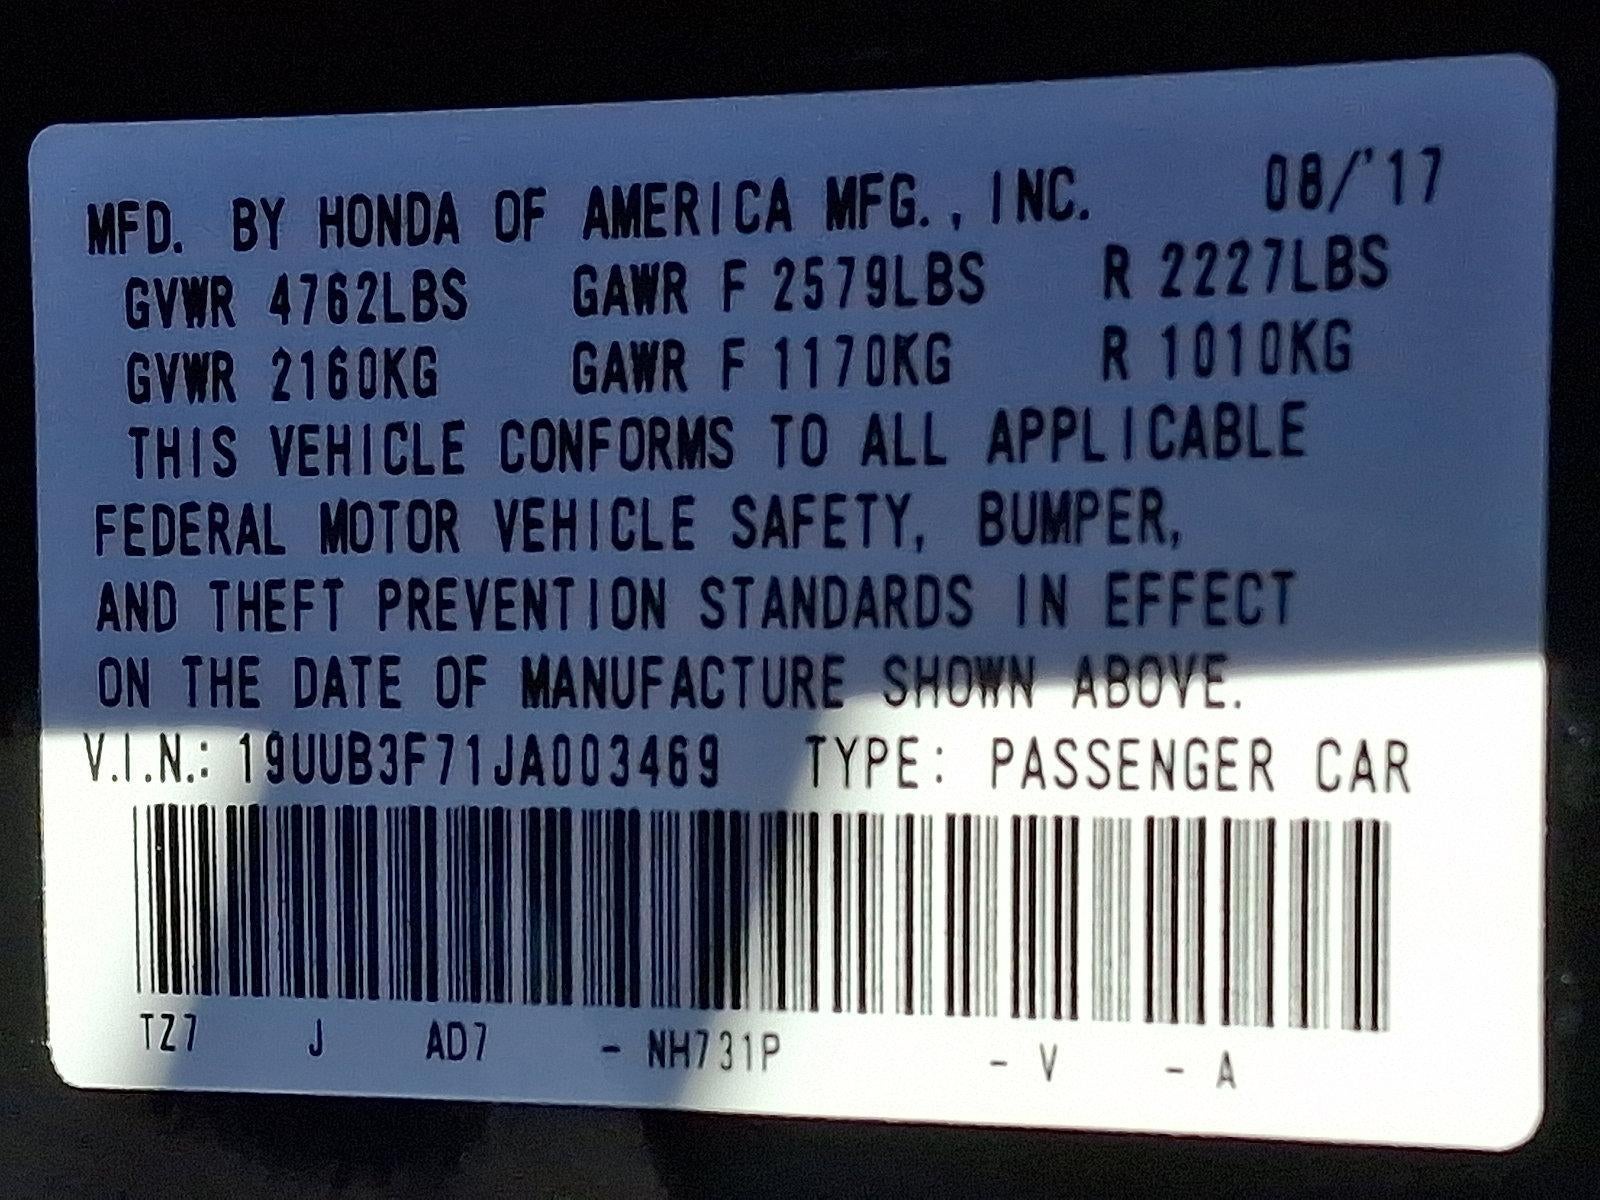 MFD. BY HONDA OF AMERICA MFG., INC. 08/'17
GVWR 4762LBS GAWR F 2579LBS R 2227LBS
GVWR 2160KG GAWR F 1170KG R 1010KG
THIS VEHICLE CONFORMS TO ALL APPLICABLE
FEDERAL MOTOR VEHICLE SAFETY, BUMPER,
AND THEFT PREVENTION STANDARDS IN EFFECT
ON THE DATE OF MANUFACTURE SHOWN ABOVE.
V.I.N.: 19UUB3F71JA003469 TYPE: PASSENGER CAR
TZ7 J AD7 - NH731P - V - A